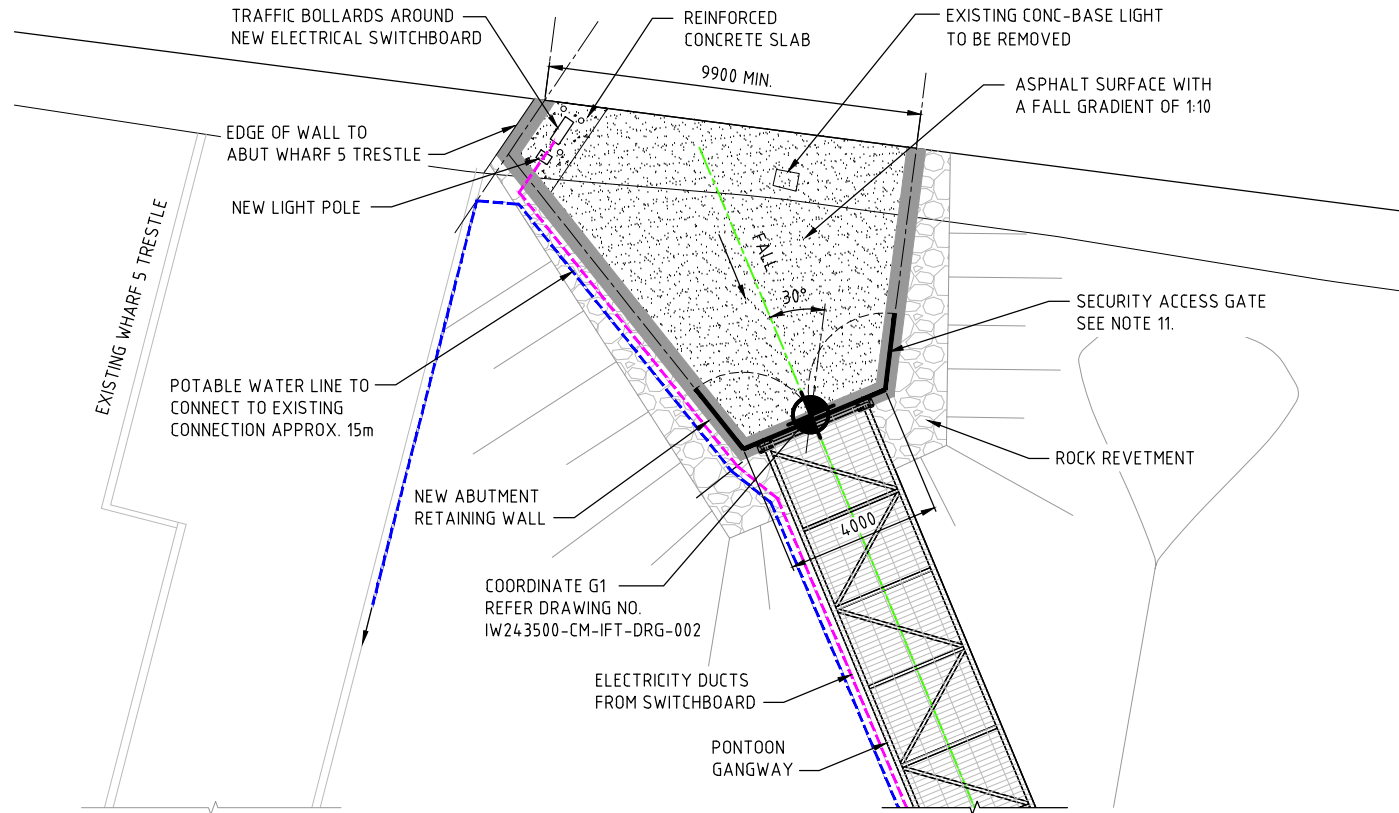 TRAFFIC BOLLARDS AROUND
NEW ELECTRICAL SWITCHBOARD
REINFORCED
CONCRETE SLAB
EXISTING CONC-BASE LIGHT
TO BE REMOVED
9900 MIN.
ASPHALT SURFACE WITH
A FALL GRADIENT OF 1:10
EDGE OF WALL TO
ABUT WHARF 5 TRESTLE
NEW LIGHT POLE
EXISTING WHARF 5 TRESTLE
FALL
30°
SECURITY ACCESS GATE
SEE NOTE 11.
POTABLE WATER LINE TO
CONNECT TO EXISTING
CONNECTION APPROX. 15m
ROCK REVETMENT
NEW ABUTMENT
RETAINING WALL
4000
COORDINATE G1
REFER DRAWING NO.
IW243500-CM-IFT-DRG-002
ELECTRICITY DUCTS
FROM SWITCHBOARD
PONTOON
GANGWAY